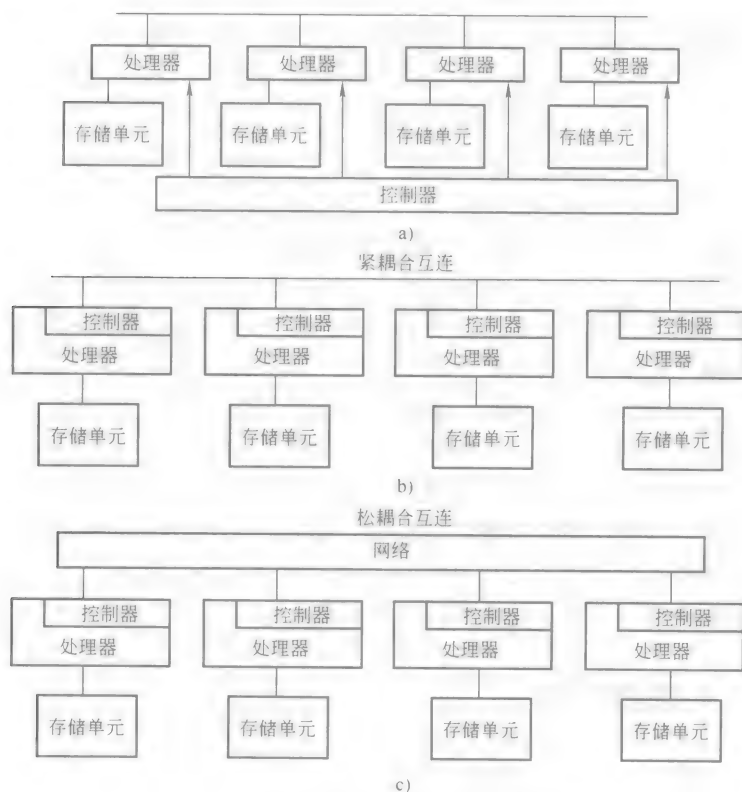 处理器 处理器 处理器 处理器
存储单元 存储单元 存储单元 存储单元
控制器
a)
紧耦合互连
控制器 控制器 控制器 控制器
处理器 处理器 处理器 处理器
存储单元 存储单元 存储单元 存储单元
b)
松耦合互连
网络
控制器 控制器 控制器 控制器
处理器 处理器 处理器 处理器
存储单元 存储单元 存储单元 存储单元
c)